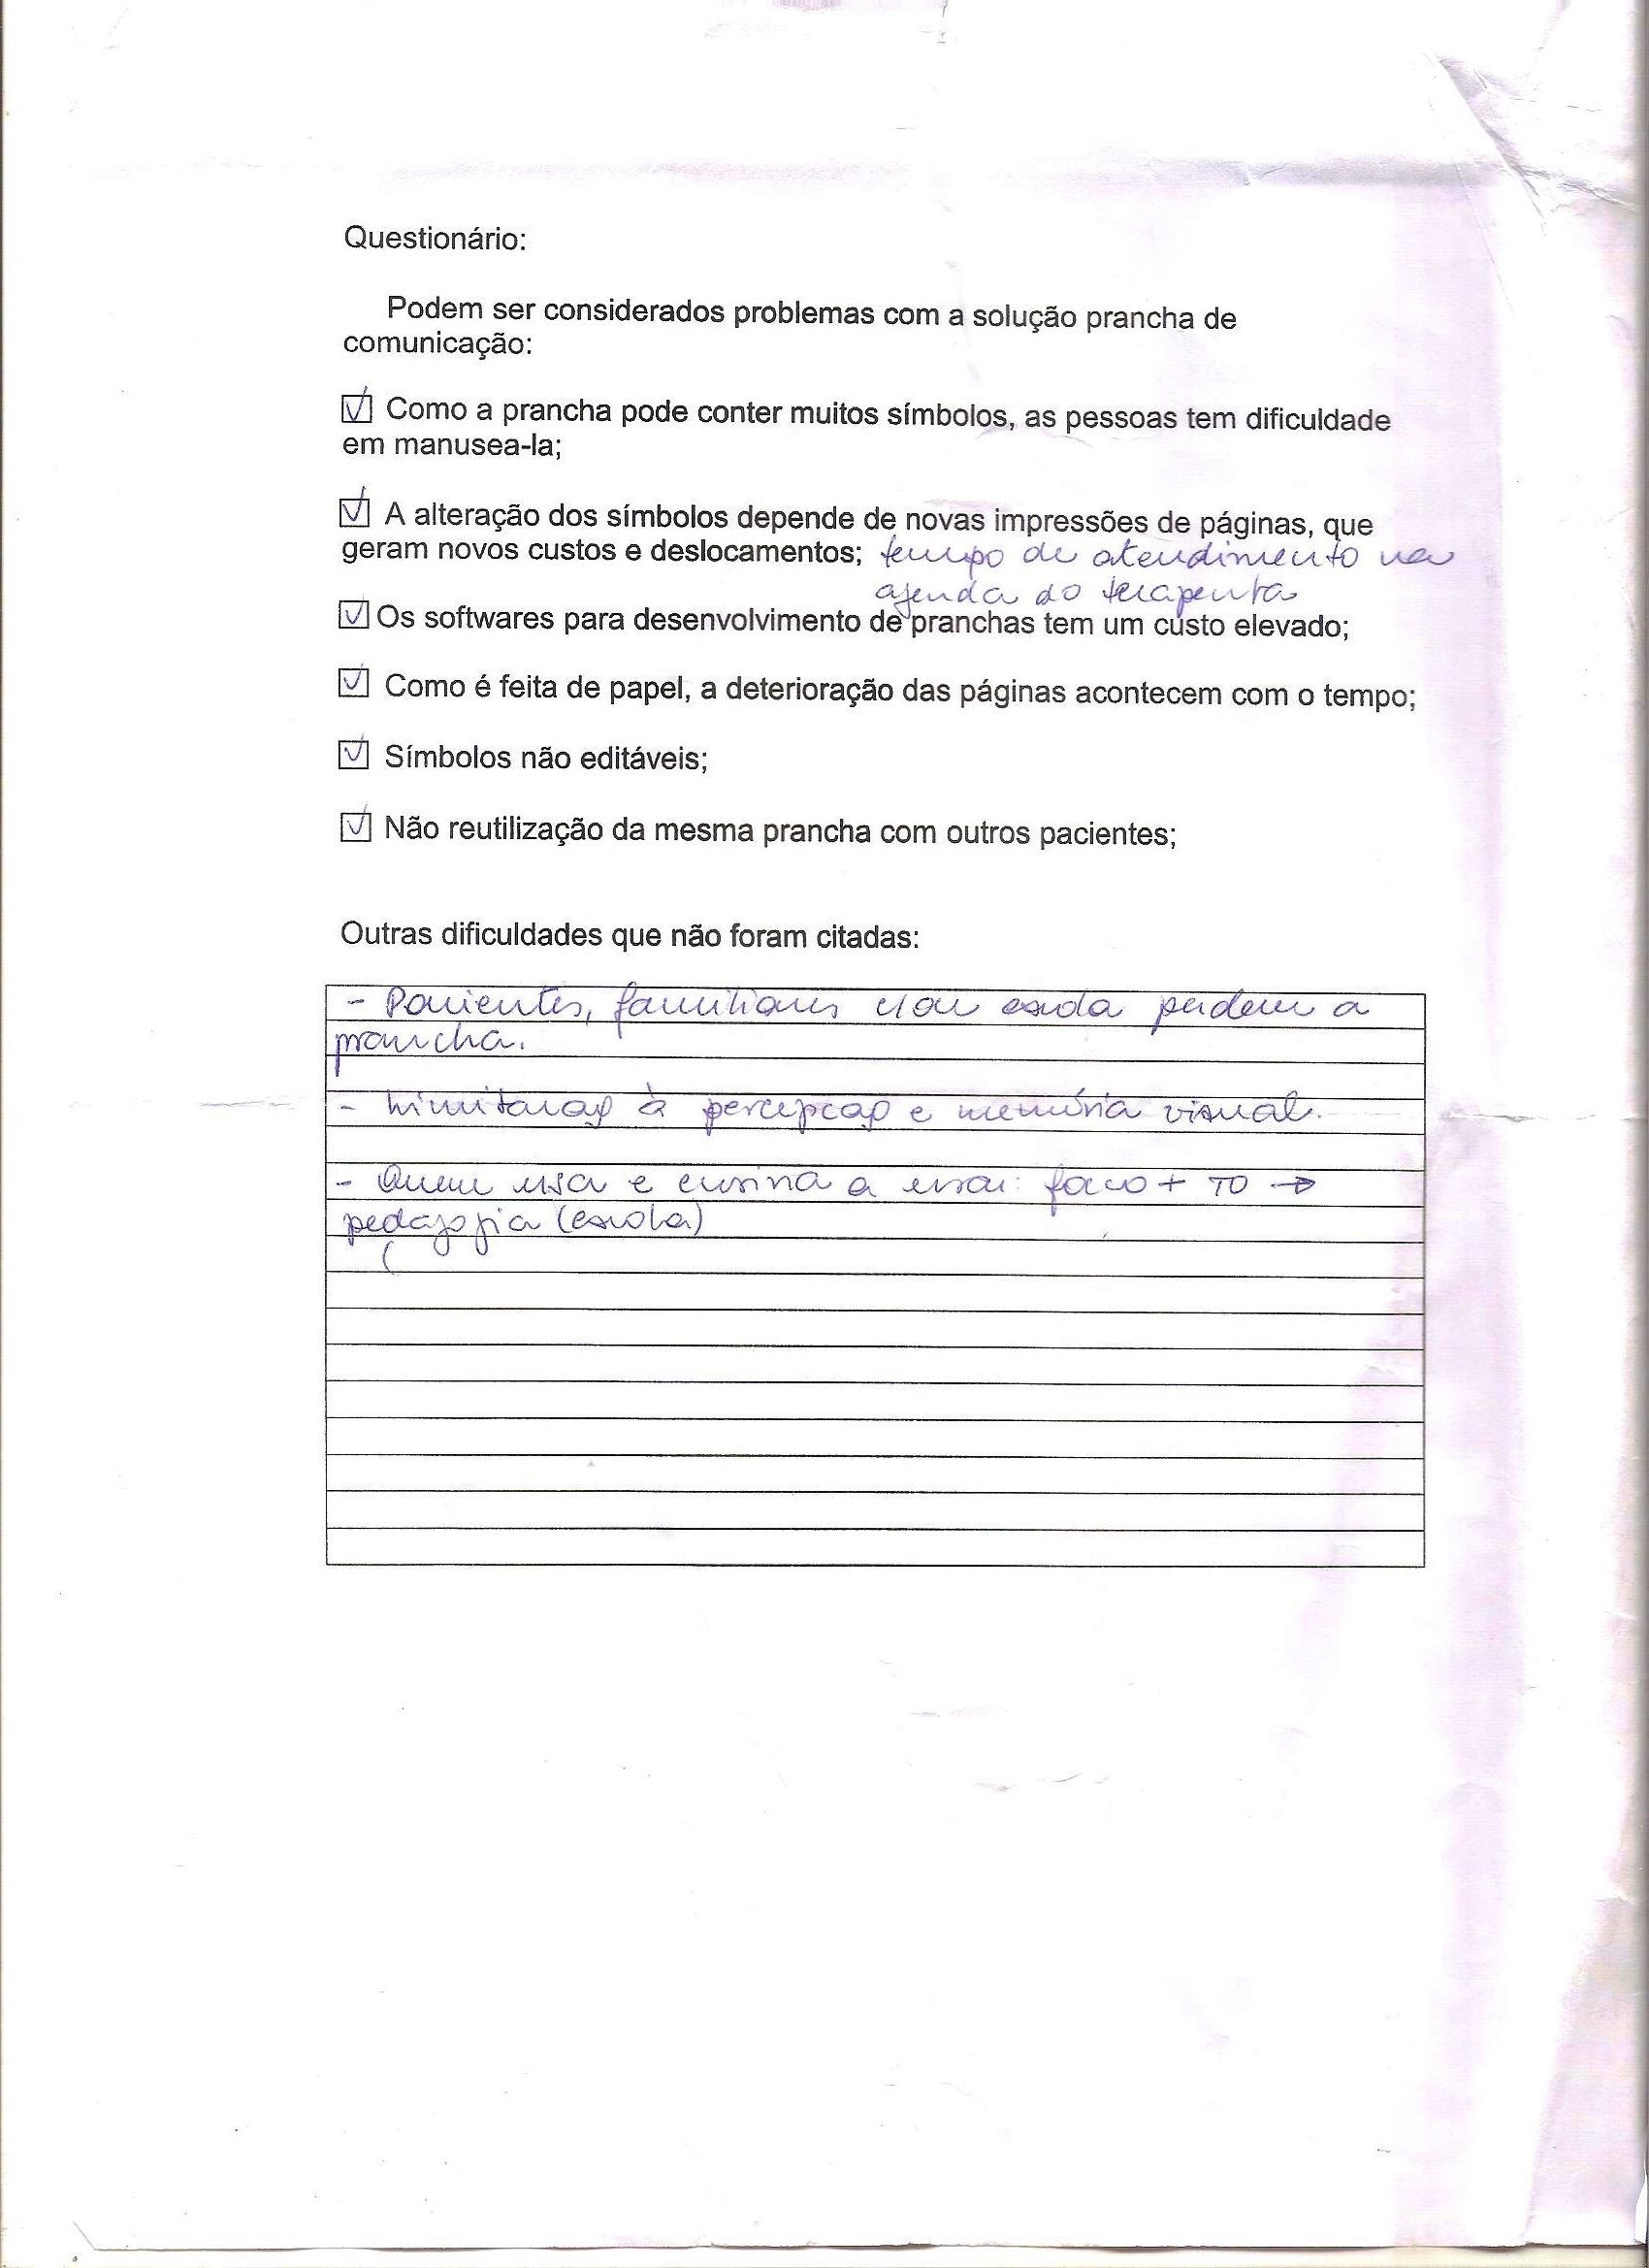 Questionário:
Podem ser considerados problemas com a solução prancha de
comunicação:
☑ Como a prancha pode conter muitos símbolos, as pessoas tem dificuldade
em manusea-la;
☑ A alteração dos símbolos depende de novas impressões de páginas, que
geram novos custos e deslocamentos; tempo de atendimento na
agenda do terapeuta
☑ Os softwares para desenvolvimento de pranchas tem um custo elevado;
☑ Como é feita de papel, a deterioração das páginas acontecem com o tempo;
☑ Símbolos não editáveis;
☑ Não reutilização da mesma prancha com outros pacientes;
Outras dificuldades que não foram citadas:
- Pacientes, familiares e/ou escola perdem a
prancha.
- Limitação à percepção e memória visual.
- Quem usa e ensina a usar: fono + TO →
pedagogia (escola)